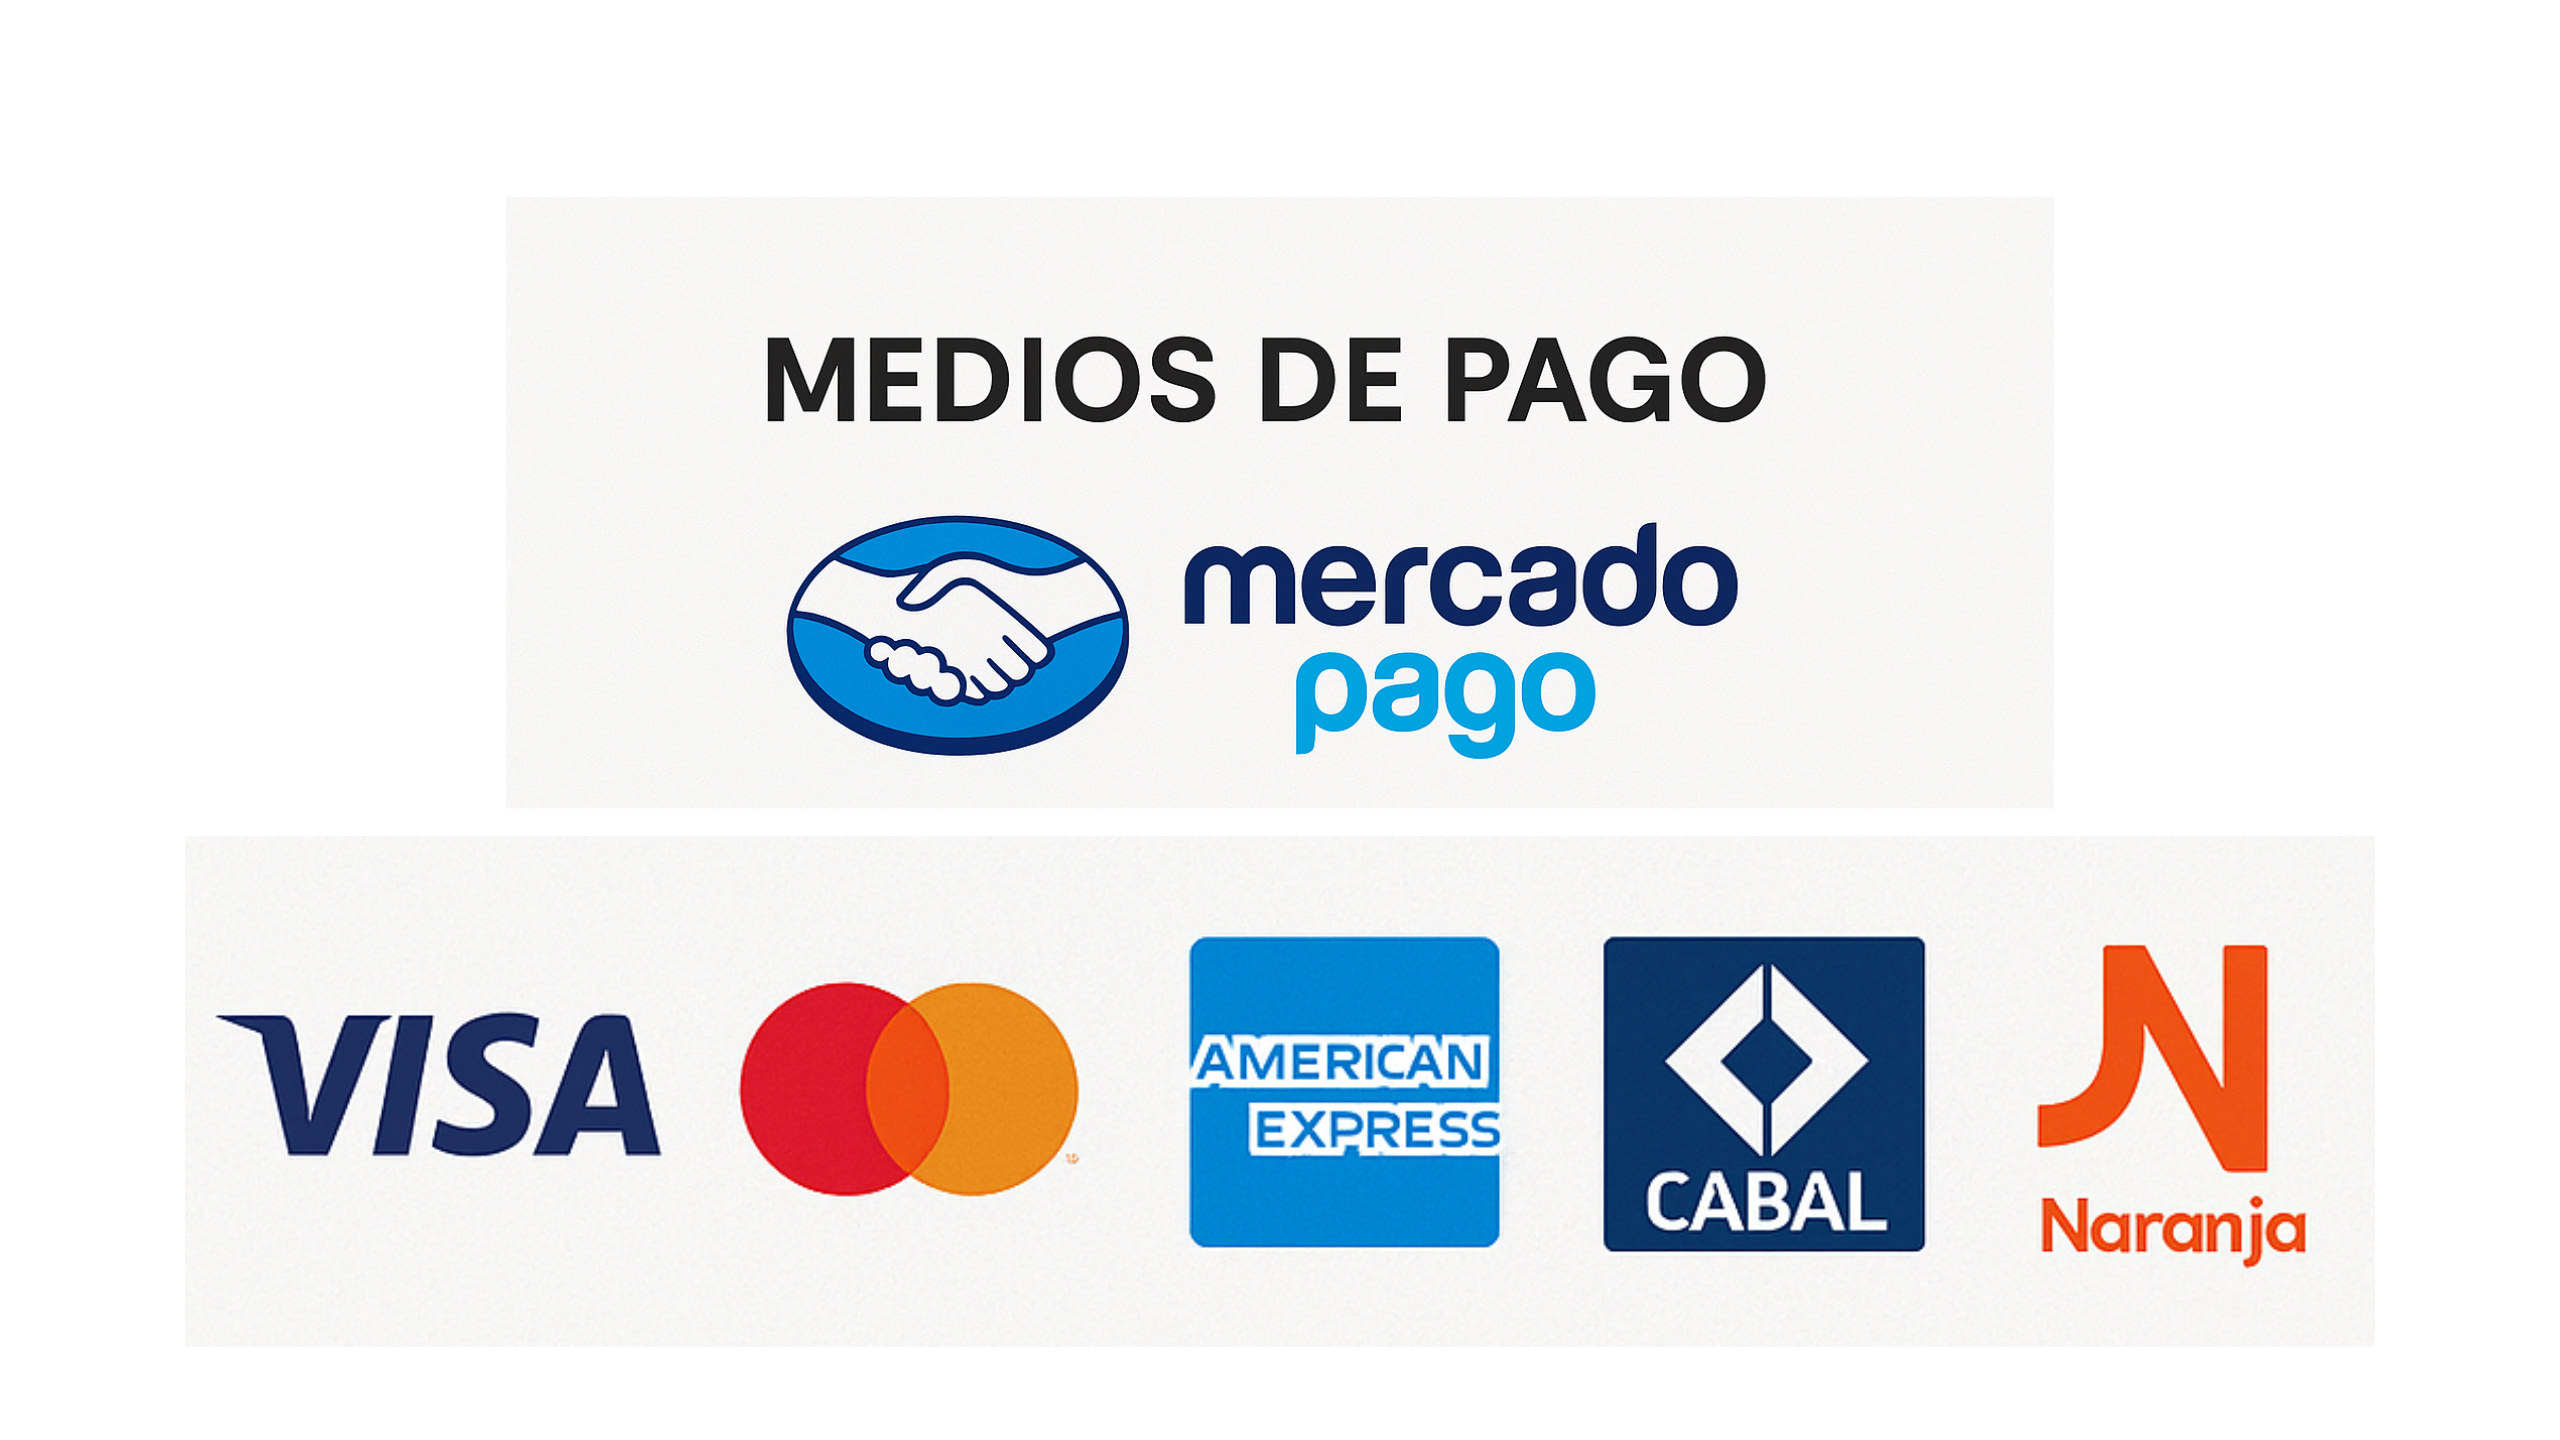 MEDIOS DE PAGO
mercado
pago
VISA
AMERICAN
EXPRESS
CABAL
Naranja